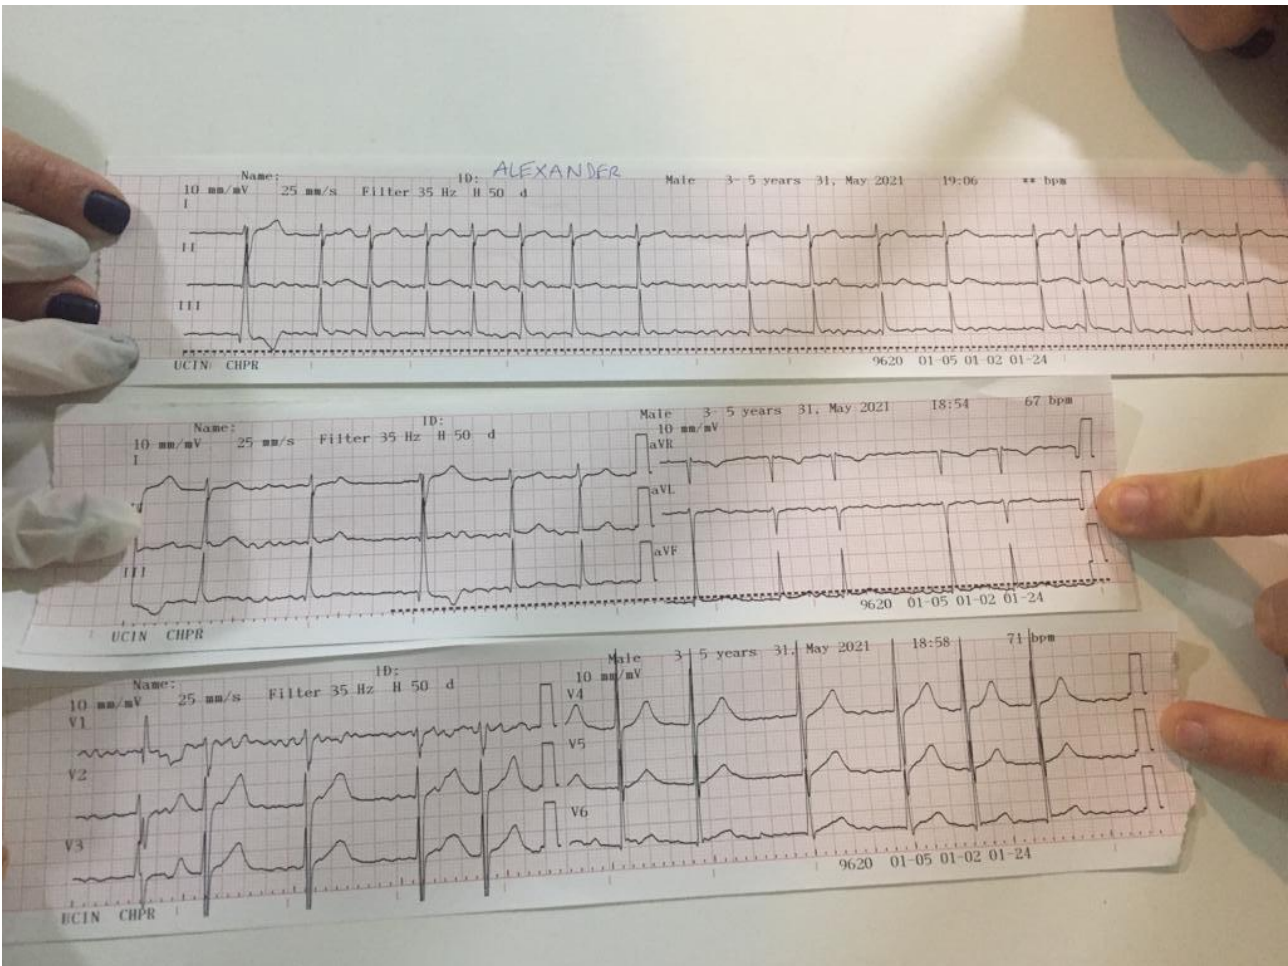 ALEXANDER
Name: ID: Male 3- 5 years 31, May 2021 19:06 ** bpm
10 mm/mV 25 mm/s Filter 35 Hz H 50 d
I
II
III
UCIN CHPR 9620 01-05 01-02 01-24
Name: ID: Male 3- 5 years 31, May 2021 18:54 67 bpm
10 mm/mV 25 mm/s Filter 35 Hz H 50 d 10 mm/mV
I aVR
aVL
III aVF
UCIN CHPR 9620 01-05 01-02 01-24
Name: ID: Male 3- 5 years 31, May 2021 18:58 71 bpm
10 mm/mV 25 mm/s Filter 35 Hz H 50 d 10 mm/mV
V1 V4
V2 V5
V3 V6
UCIN CHPR 9620 01-05 01-02 01-24